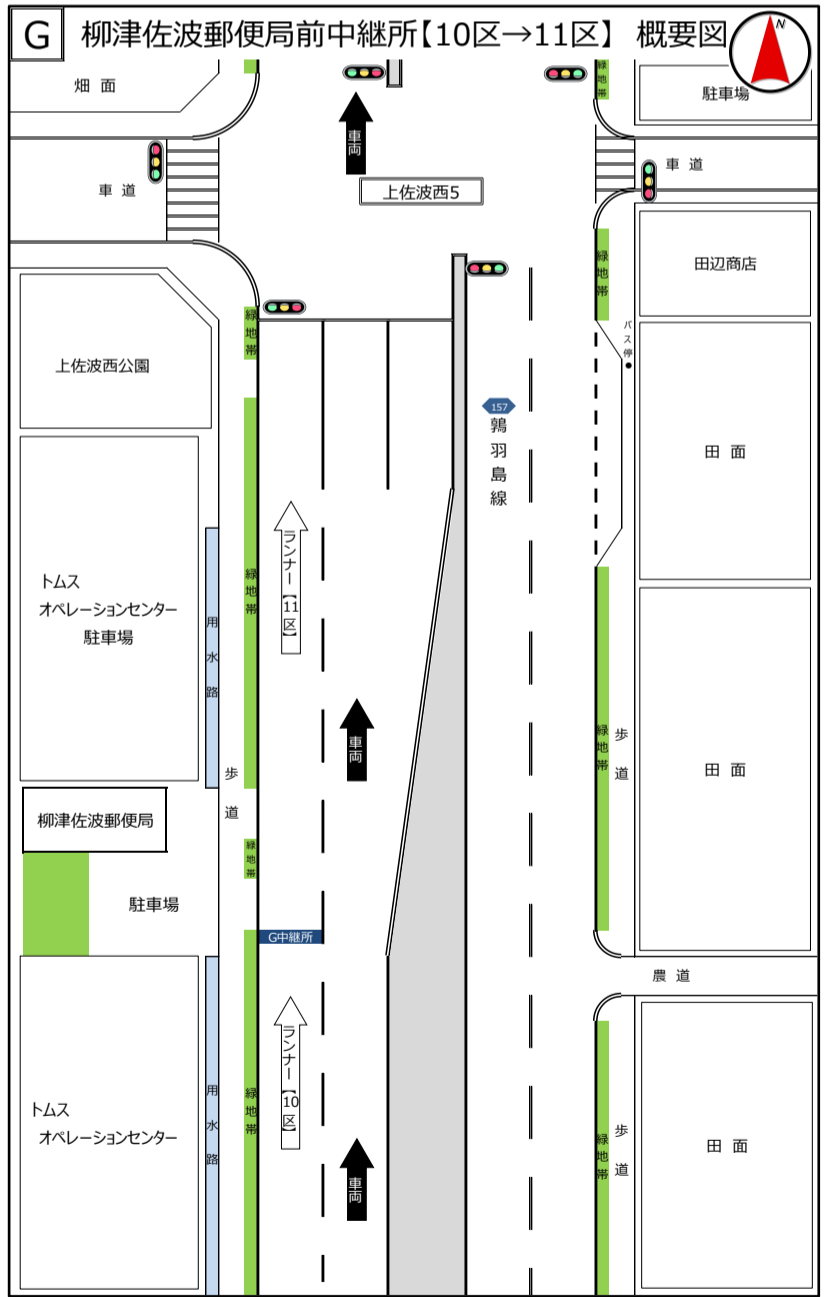 G 柳津佐波郵便局前中継所【10区→11区】 概要図
N
畑面
駐車場
車両
車道
車道
上佐波西5
田辺商店
緑地帯
緑地帯
緑地帯
バス停
上佐波西公園
157
鶉羽島線
田面
ランナー【11区】
トムス
オペレーションセンター
駐車場
用水路
緑地帯
車両
緑地帯
歩道
田面
歩道
柳津佐波郵便局
緑地帯
駐車場
G中継所
農道
ランナー【10区】
トムス
オペレーションセンター
用水路
緑地帯
車両
緑地帯
歩道
田面